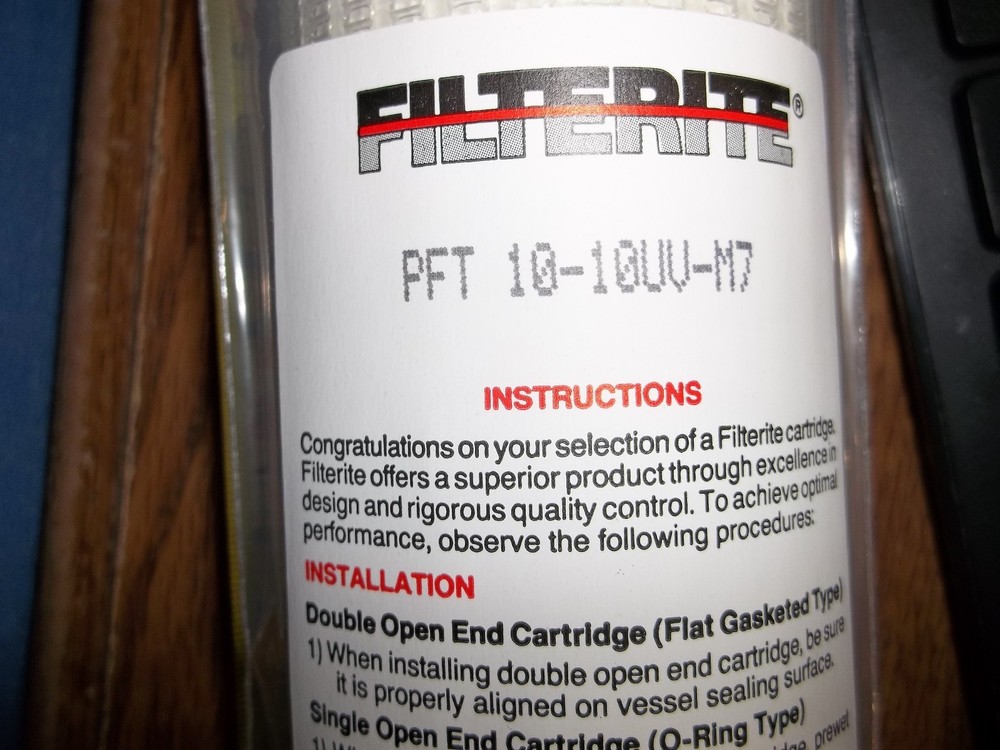 FILTERITE®
PFT 10-10UV-M7
INSTRUCTIONS
Congratulations on your selection of a Filterite cartridge.
Filterite offers a superior product through excellence in
design and rigorous quality control. To achieve optimal
performance, observe the following procedures:
INSTALLATION
Double Open End Cartridge (Flat Gasketed Type)
1) When installing double open end cartridge, be sure
it is properly aligned on vessel sealing surface.
Single Open End Cartridge (O-Ring Type)
prewet